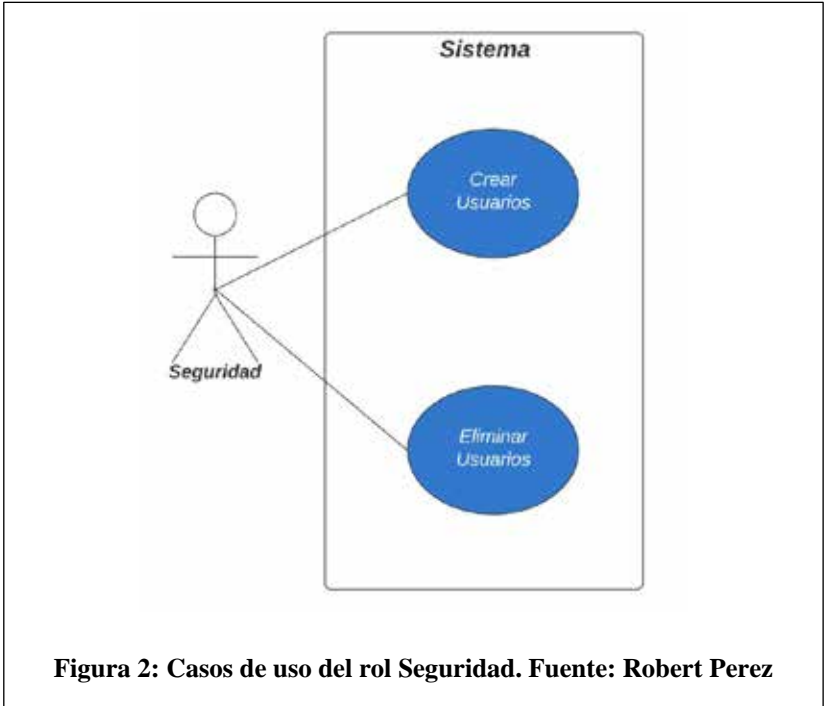 Sistema
Crear
Usuarios
Seguridad
Eliminar
Usuarios
Figura 2: Casos de uso del rol Seguridad. Fuente: Robert Perez